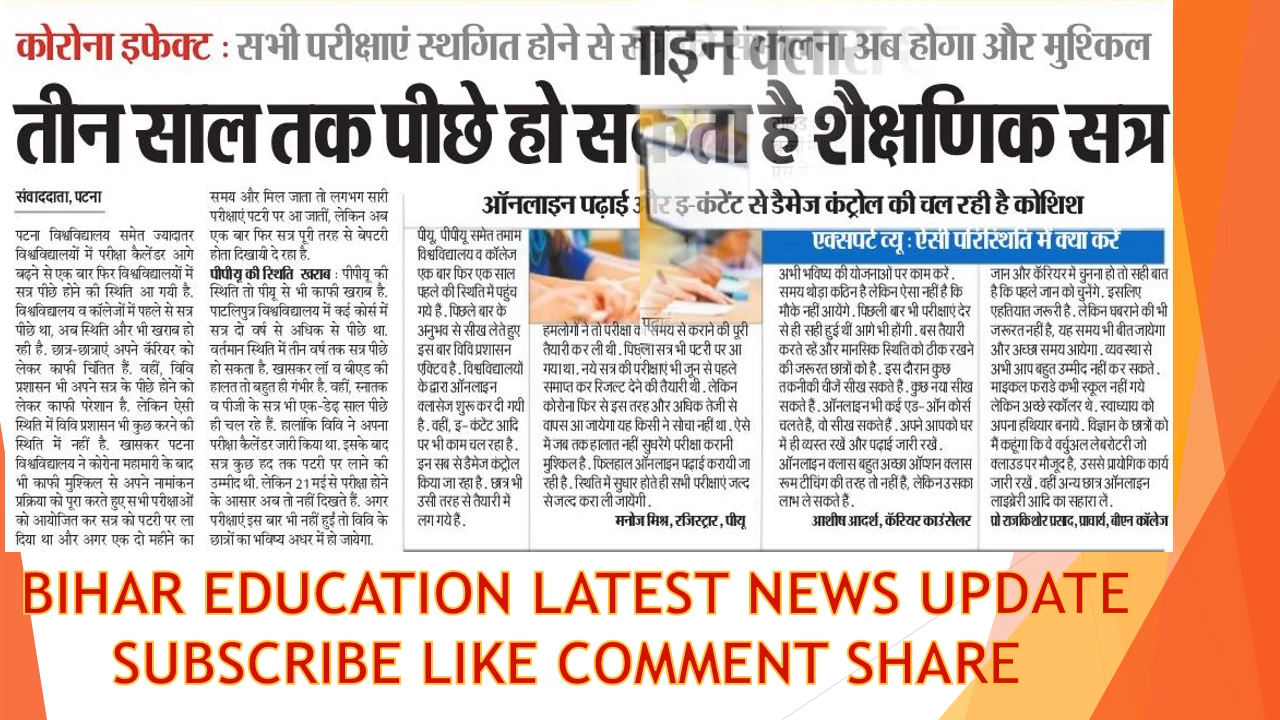 कोरोना इफेक्ट : सभी परीक्षाएं स्थगित होने से अब होगा और मुश्किल
ाइन क्लास
तीन साल तक पीछे हो सकता है शैक्षणिक सत्र
संवाददाता, पटना
पटना विश्वविद्यालय समेत ज्यादातर
विश्वविद्यालयों में परीक्षा कैलेंडर आगे
बढ़ने से एक बार फिर विश्वविद्यालयों में
सत्र पीछे होने की स्थिति आ गयी है.
विश्वविद्यालय व कॉलेजों में पहले से सत्र
पीछे था, अब स्थिति और भी खराब हो
रही है. छात्र-छात्राएं अपने कॅरियर को
लेकर काफी चिंतित हैं. वहीं, विवि
प्रशासन भी अपने सत्र के पीछे होने को
लेकर काफी परेशान है. लेकिन ऐसी
स्थिति में विवि प्रशासन भी कुछ करने की
स्थिति में नहीं है. खासकर पटना
विश्वविद्यालय ने कोरोना महामारी के बाद
भी काफी मुश्किल से अपने नामांकन
प्रक्रिया को पूरा करते हुए सभी परीक्षाओं
को आयोजित कर सत्र को पटरी पर ला
दिया था और अगर एक दो महीने का
समय और मिल जाता तो लगभग सारी
परीक्षाएं पटरी पर आ जातीं, लेकिन अब
एक बार फिर सत्र पूरी तरह से बेपटरी
होता दिखायी दे रहा है.
पीपीयू की स्थिति खराब : पीपीयू की
स्थिति तो पीयू से भी काफी खराब है.
पाटलिपुत्र विश्वविद्यालय में कई कोर्स में
सत्र दो वर्ष से अधिक से पीछे था.
वर्तमान स्थिति में तीन वर्ष तक सत्र पीछे
हो सकता है. खासकर लॉ व बीएड की
हालत तो बहुत ही गंभीर है. वहीं, स्नातक
व पीजी के सत्र भी एक-डेढ़ साल पीछे
ही चल रहे हैं. हालांकि विवि ने अपना
परीक्षा कैलेंडर जारी किया था. इसके बाद
सत्र कुछ हद तक पटरी पर लाने की
उम्मीद थी. लेकिन 21 मई से परीक्षा होने
के आसार अब तो नहीं दिखते हैं. अगर
परीक्षाएं इस बार भी नहीं हुईं तो विवि के
छात्रों का भविष्य अधर में हो जायेगा.
ऑनलाइन पढ़ाई और इ-कंटेंट से डैमेज कंट्रोल की चल रही है कोशिश
पीयू, पीपीयू समेत तमाम
विश्वविद्यालय व कॉलेज
एक बार फिर एक साल
पहले की स्थिति में पहुंच
गये हैं. पिछले बार के
अनुभव से सीख लेते हुए
इस बार विवि प्रशासन
एक्टिव है. विश्वविद्यालयों
के द्वारा ऑनलाइन
क्लासेज शुरू कर दी गयी
है. वहीं, इ-कंटेंट आदि
पर भी काम चल रहा है.
इन सब से डैमेज कंट्रोल
किया जा रहा है. छात्र भी
उसी तरह से तैयारी में
लग गये हैं.
हमलोगों ने तो परीक्षा व समय से कराने की पूरी
तैयारी कर ली थी. पिछला सत्र भी पटरी पर आ
गया था. नये सत्र की परीक्षाएं भी जून से पहले
समाप्त कर रिजल्ट देने की तैयारी थी. लेकिन
कोरोना फिर से इस तरह और अधिक तेजी से
वापस आ जायेगा यह किसी ने सोचा नहीं था. ऐसे
में जब तक हालात नहीं सुधरेंगे परीक्षा करानी
मुश्किल है. फिलहाल ऑनलाइन पढ़ाई करायी जा
रही है. स्थिति में सुधार होते ही सभी परीक्षाएं जल्द
से जल्द करा ली जायेंगी.
मनोज मिश्र, रजिस्ट्रार, पीयू
एक्सपर्ट व्यू : ऐसी परिस्थिति में क्या करें
अभी भविष्य की योजनाओं पर काम करें.
समय थोड़ा कठिन है लेकिन ऐसा नहीं है कि
मौके नहीं आयेंगे. पिछली बार भी परीक्षाएं देर
से ही सही हुई थीं आगे भी होंगी. बस तैयारी
करते रहें और मानसिक स्थिति को ठीक रखने
की जरूरत छात्रों को है. इस दौरान कुछ
तकनीकी चीजें सीख सकते हैं. कुछ नया सीख
सकते हैं. ऑनलाइन भी कई एड-ऑन कोर्स
चलते हैं, वो सीख सकते हैं. अपने आपको घर
में ही व्यस्त रखें और पढ़ाई जारी रखें.
ऑनलाइन क्लास बहुत अच्छा ऑप्शन क्लास
रूम टीचिंग की तरह तो नहीं हैं, लेकिन उसका
लाभ ले सकते हैं.
आशीष आदर्श, कॅरियर काउंसेलर
जान और कॅरियर में चुनना हो तो सही बात
है कि पहले जान को चुनेंगे. इसलिए
एहतियात जरूरी है. लेकिन घबराने की भी
जरूरत नहीं है, यह समय भी बीत जायेगा
और अच्छा समय आयेगा. व्यवस्था से
अभी आप बहुत उम्मीद नहीं कर सकते.
माइकल फराडे कभी स्कूल नहीं गये
लेकिन अच्छे स्कॉलर थे. स्वाध्याय को
अपना हथियार बनायें. विज्ञान के छात्रों को
मैं कहूंगा कि वे वर्चुअल लेबरोटरी जो
क्लाउड पर मौजूद है, उससे प्रायोगिक कार्य
जारी रखें. वहीं अन्य छात्र ऑनलाइन
लाइब्रेरी आदि का सहारा लें.
प्रो राजकिशोर प्रसाद, प्राचार्य, बीएन कॉलेज
BIHAR EDUCATION LATEST NEWS UPDATE
SUBSCRIBE LIKE COMMENT SHARE